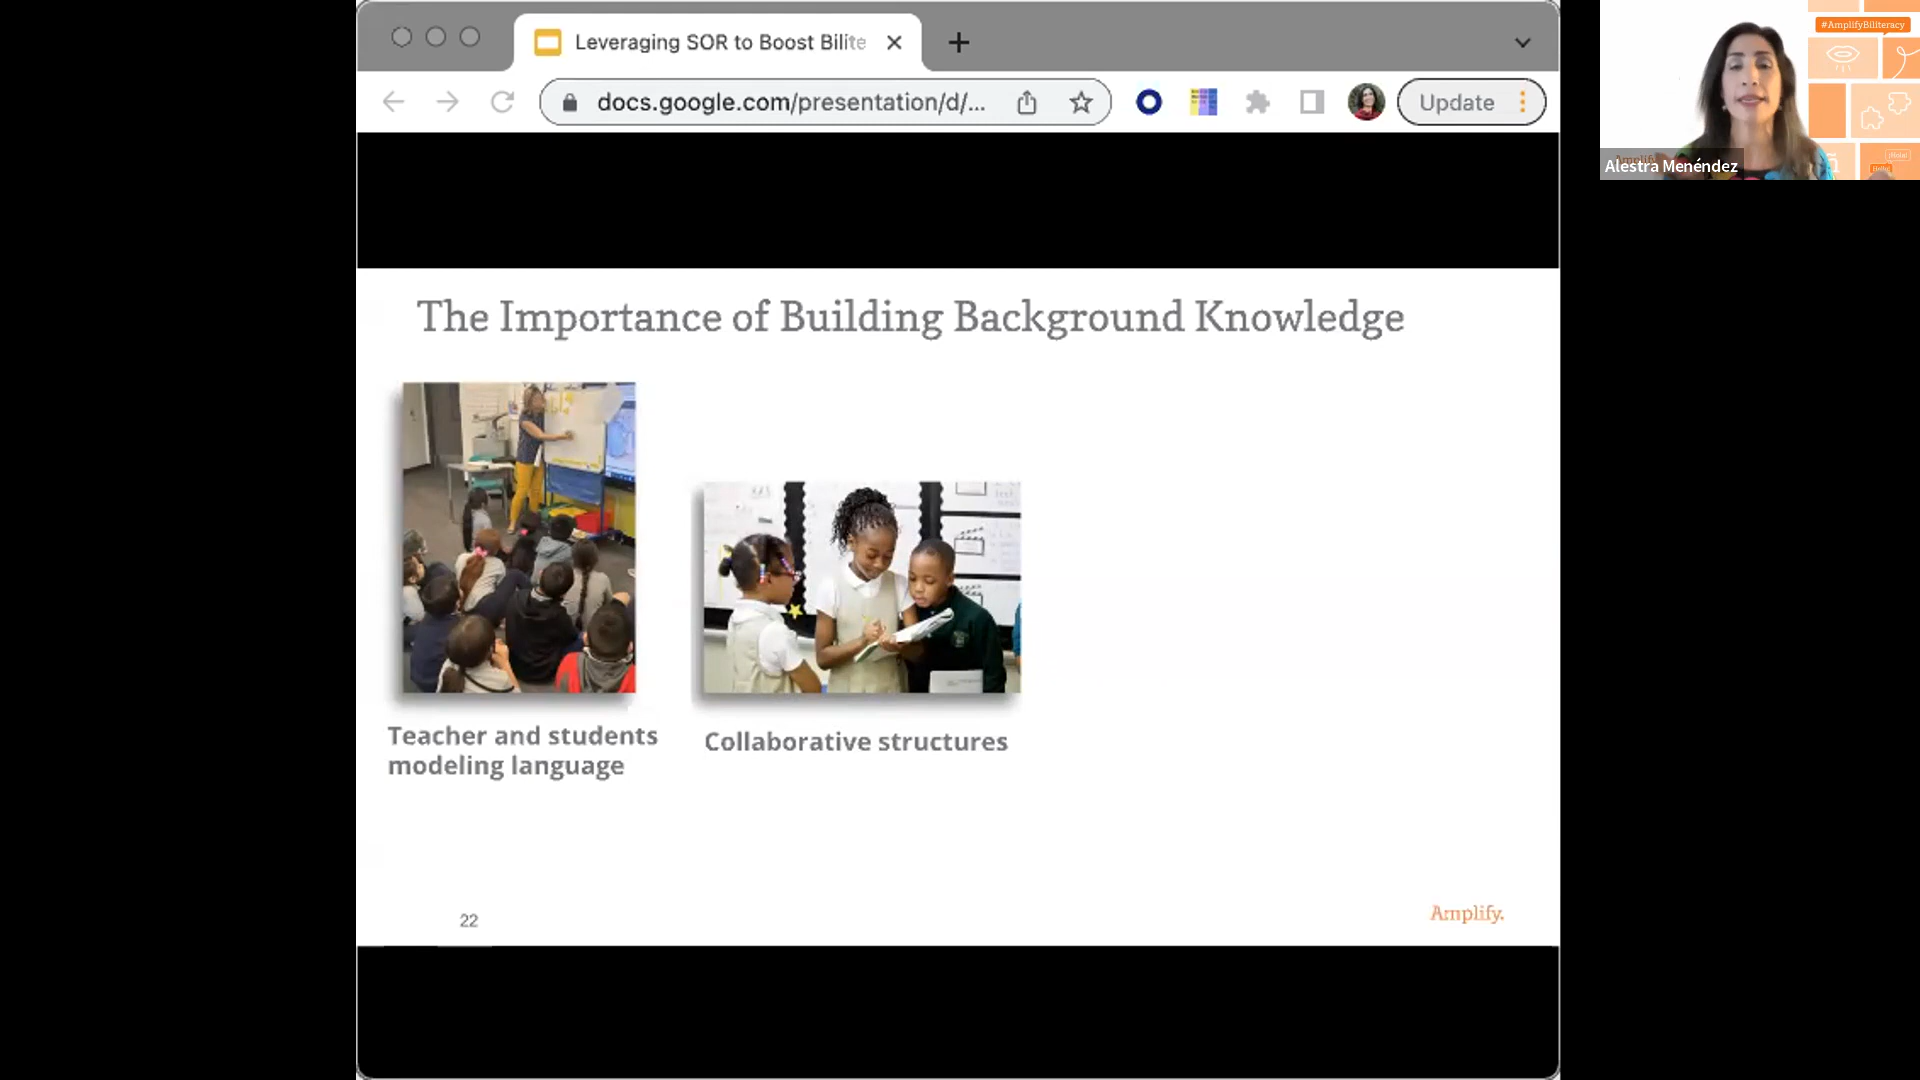 Leveraging SOR to Boost Bilite
docs.google.com/presentation/d/...
Update
#AmplifyBiliteracy
Alestra Menéndez
The Importance of Building Background Knowledge
Teacher and students
modeling language
Collaborative structures
22
Amplify.